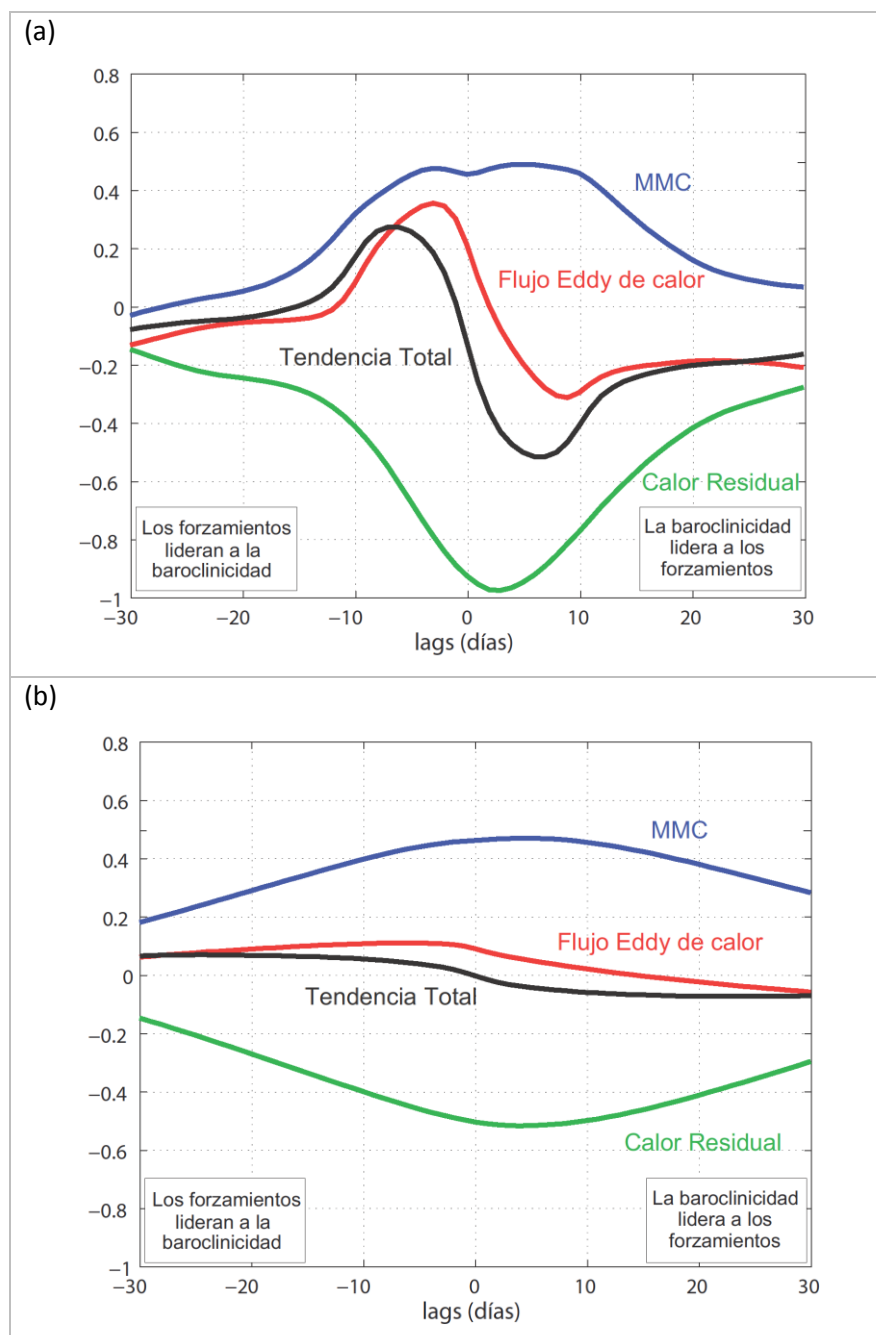 (a)
0.8
0.6
0.4
0.2
0
−0.2
−0.4
−0.6
−0.8
−1
MMC
Flujo Eddy de calor
Tendencia Total
Calor Residual
Los forzamientos
lideran a la
baroclinicidad
La baroclinicidad
lidera a los
forzamientos
−30 −20 −10 0 10 20 30
lags (días)
(b)
0.8
0.6
0.4
0.2
0
−0.2
−0.4
−0.6
−0.8
−1
MMC
Flujo Eddy de calor
Tendencia Total
Calor Residual
Los forzamientos
lideran a la
baroclinicidad
La baroclinicidad
lidera a los
forzamientos
−30 −20 −10 0 10 20 30
lags (días)